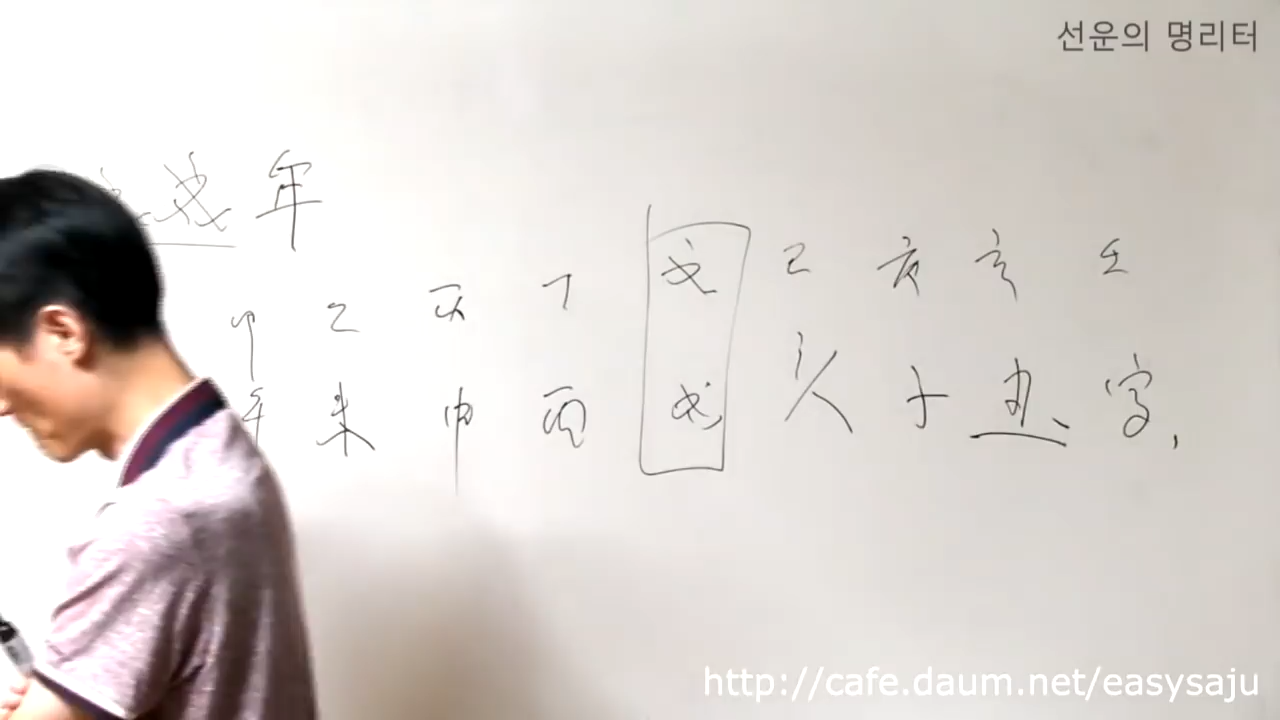 선운의 명리터
戊年
甲 乙 丙 丁 戊 己 庚 辛 壬
午 未 申 酉 戌 亥 子 丑 寅
http://cafe.daum.net/easysaju